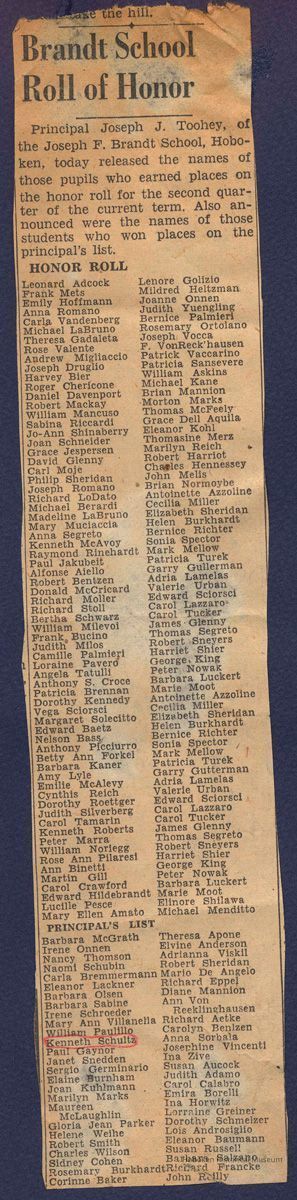 take the hill.
Brandt School
Roll of Honor
Principal Joseph J. Toohey, of
the Joseph F. Brandt School, Hobo-
ken, today released the names of
those pupils who earned places on
the honor roll for the second quar-
ter of the current term. Also an-
nounced were the names of those
students who won places on the
principal's list.
HONOR ROLL
Leonard Adcock
Frank Mets
Emily Hoffmann
Anna Romano
Carla Vandenberg
Michael LaBruno
Theresa Gadaleta
Rose Valente
Andrew Migliaccio
Joseph Druglio
Harvey Bier
Roger Chericone
Daniel Davenport
Robert Mackay
William Mancuso
Sabina Riccardi
Jo-Ann Shinaberry
Joan Schneider
Grace Jespersen
David Glenny
Carl Moje
Philip Sheridan
Joseph Romano
Richard LoDato
Michael Berardi
Madeline LaBruno
Mary Muciaccia
Anna Segreto
Kenneth McAvoy
Raymond Rinehardt
Paul Jakubeit
Alfonse Aiello
Robert Bentzen
Donald McCricard
Richard Moller
Richard Stoll
Bertha Schwarz
William Milevoi
Frank Bucino
Judith Milos
Camille Palmieri
Loraine Pavero
Angela Tatulli
Anthony S. Croce
Patricia Brennan
Dorothy Kennedy
Vega Sciorsi
Margaret Solecitto
Edward Baetz
Nelson Bass
Anthony Picciurro
Betty Ann Forkel
Barbara Kaner
Amy Lyle
Emilie McAlevy
Cynthis Reich
Dorothy Roettger
Judith Silverberg
Carol Tamarin
Kenneth Roberts
Peter Marra
William Noriegg
Rose Ann Pilaresi
Ann Binetti
Martin Gill
Carol Crawford
Edward Hildebrandt
Lucille Pesce
Mary Ellen Amato
Lenore Golizio
Mildred Heltzman
Joanne Onnen
Judith Yuengling
Bernice Palmieri
Rosemary Ortolano
Joseph Vocca
F. VonReck'hausen
Patrick Vaccarino
Patricia Sansevere
William Askins
Michael Kane
Brian Mannion
Morton Marks
Thomas McFeely
Grace Dell Aquila
Eleanor Kohl
Thomasine Merz
Marilyn Reich
Robert Harriot
Charles Hennessey
John Melis
Brian Normoybe
Antoinette Azzoline
Cecilia Miller
Elizabeth Sheridan
Helen Burkhardt
Bernice Richter
Sonia Spector
Mark Mellow
Patricia Turek
Garry Gullerman
Adria Lamelas
Valerie Urban
Edward Sciorsci
Carol Lazzaro
Carol Tucker
James Glenny
Thomas Segreto
Robert Sneyers
Harriet Shier
George King
Peter Nowak
Barbara Luckert
Marie Moot
Antoinette Azzoline
Cecilia Miller
Elizabeth Sheridan
Helen Burkhardt
Bernice Richter
Sonia Spector
Mark Mellow
Patricia Turek
Garry Gutterman
Adria Lamelas
Valerie Urban
Edward Sciorsci
Carol Lazzaro
Carol Tucker
James Glenny
Thomas Segreto
Robert Sneyers
Harriet Shier
George King
Peter Nowak
Barbara Luckert
Marie Moot
Elinore Shilawa
Michael Menditto
PRINCIPAL'S LIST
Barbara McGrath
Irene Onnen
Nancy Thomson
Naomi Schubin
Carla Bremmermann
Eleanor Lackner
Barbara Olsen
Barbara Sabine
Irene Schroeder
Mary Ann Villanella
William Paulillo
Kenneth Schultz
Paul Gaynor
Janet Snedden
Sergio Germinario
Elaine Burnham
Joan Kuhlmann
Marilyn Marks
Maureen
McLaughlin
Gloria Jean Parker
Helene Welhe
Robert Smith
Charles Wilson
Sidney Cohen
Rosemary Burkhardt
Corinne Baker
Theresa Apone
Elvine Anderson
Adrianna Viskil
Robert Sheridan
Mario De Angelo
Richard Eppel
Diane Mannion
Ann Von
Reeklinghausen
Richard Aetke
Carolyn Benizen
Anna Sorbala
Josephine Vincenti
Ina Zive
Susan Aucock
Judith Adamo
Carol Calabro
Emira Borelli
Ina Horwitz
Lorraine Greiner
Dorothy Schmeizer
Lois Androsiglio
Eleanor Baumann
Susan Russell
Barbara Salzano
Richard Francke
John Reilly
Museum